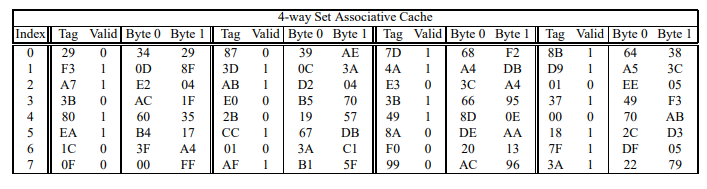 4-way Set Associative Cache
Index Tag Valid Byte 0 Byte 1 Tag Valid Byte 0 Byte 1 Tag Valid Byte 0 Byte 1 Tag Valid Byte 0 Byte 1
0 29 0 34 29 87 0 39 AE 7D 1 68 F2 8B 1 64 38
1 F3 1 0D 8F 3D 1 0C 3A 4A 1 A4 DB D9 1 A5 3C
2 A7 1 E2 04 AB 1 D2 04 E3 0 3C A4 01 0 EE 05
3 3B 0 AC 1F E0 0 B5 70 3B 1 66 95 37 1 49 F3
4 80 1 60 35 2B 0 19 57 49 1 8D 0E 00 0 70 AB
5 EA 1 B4 17 CC 1 67 DB 8A 0 DE AA 18 1 2C D3
6 1C 0 3F A4 01 0 3A C1 F0 0 20 13 7F 1 DF 05
7 0F 0 00 FF AF 1 B1 5F 99 0 AC 96 3A 1 22 79